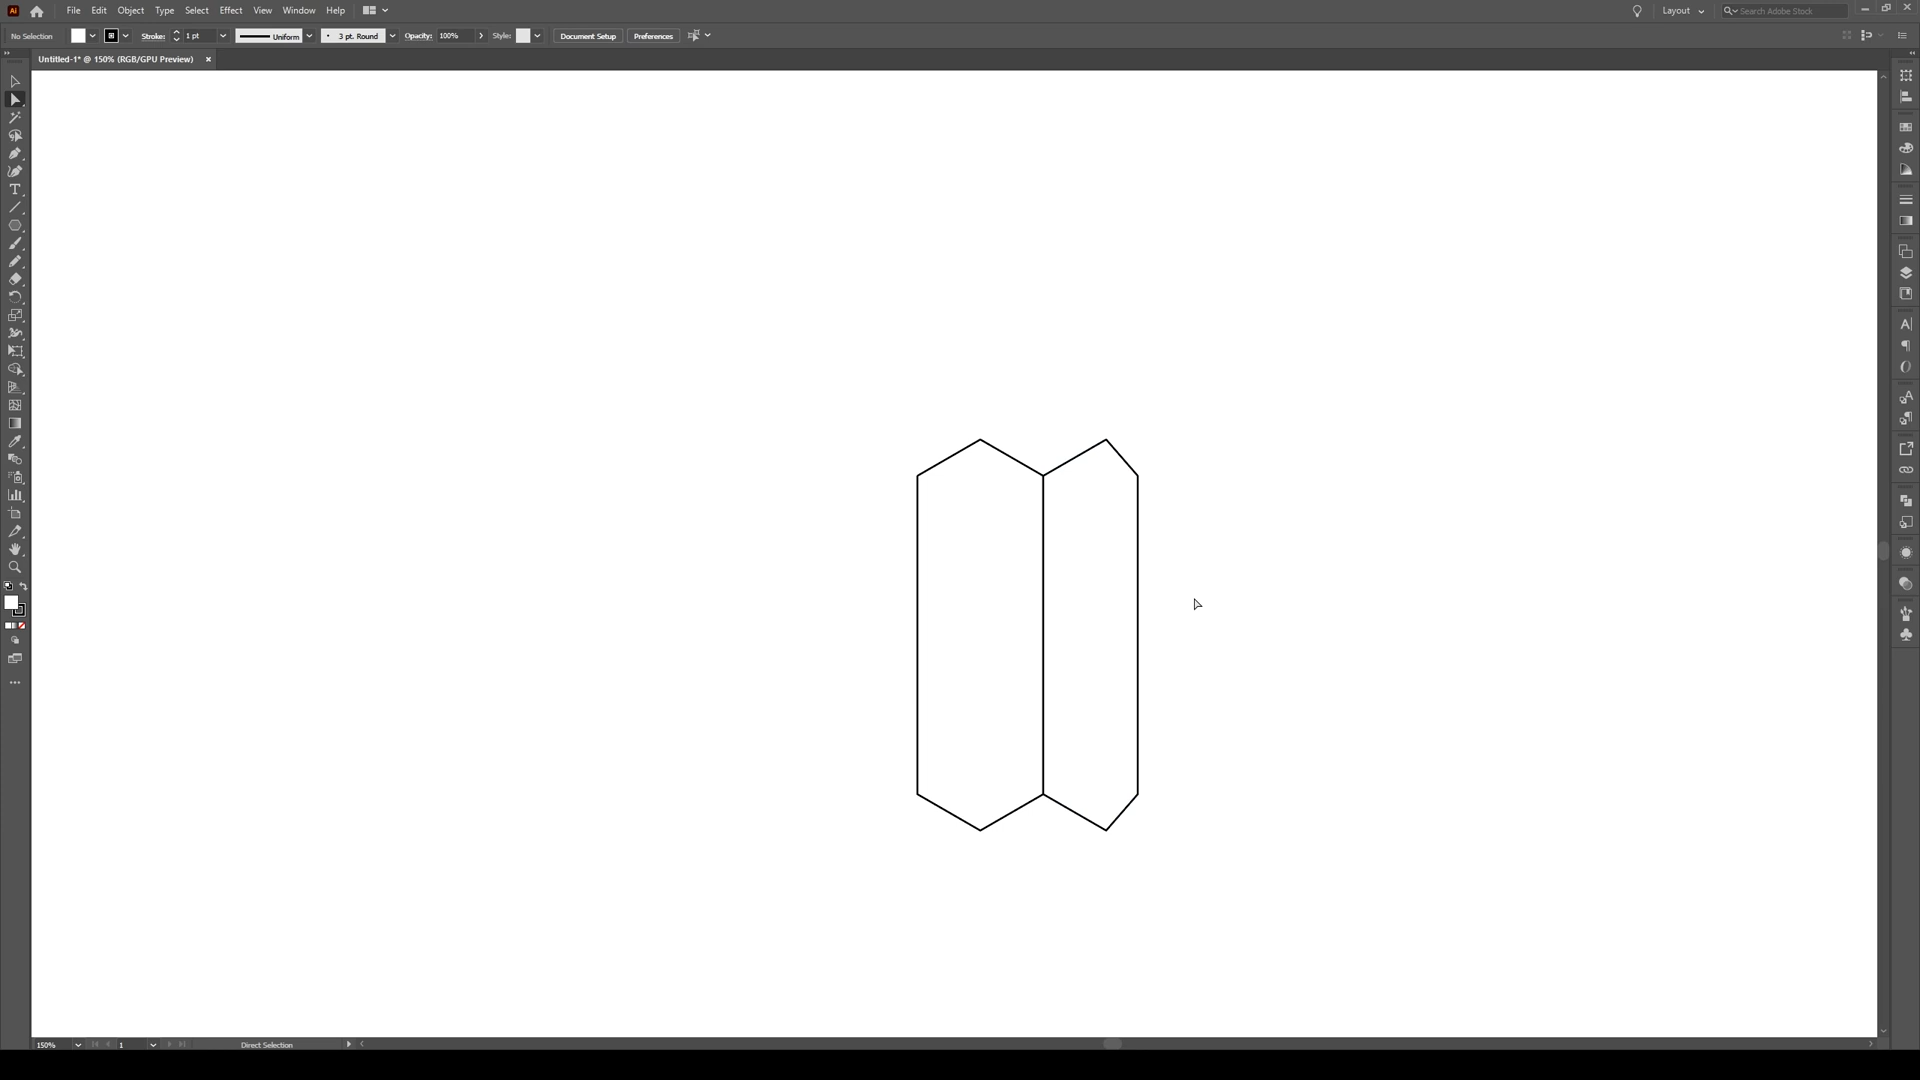 Ai File Edit Object Type Select Effect View Window Help Layout Search Adobe Stock
No Selection Stroke: 1 pt Uniform 3 pt. Round Opacity: 100% Style: Document Setup Preferences
Untitled-1* @ 150% (RGB/GPU Preview)
150% 1 Direct Selection